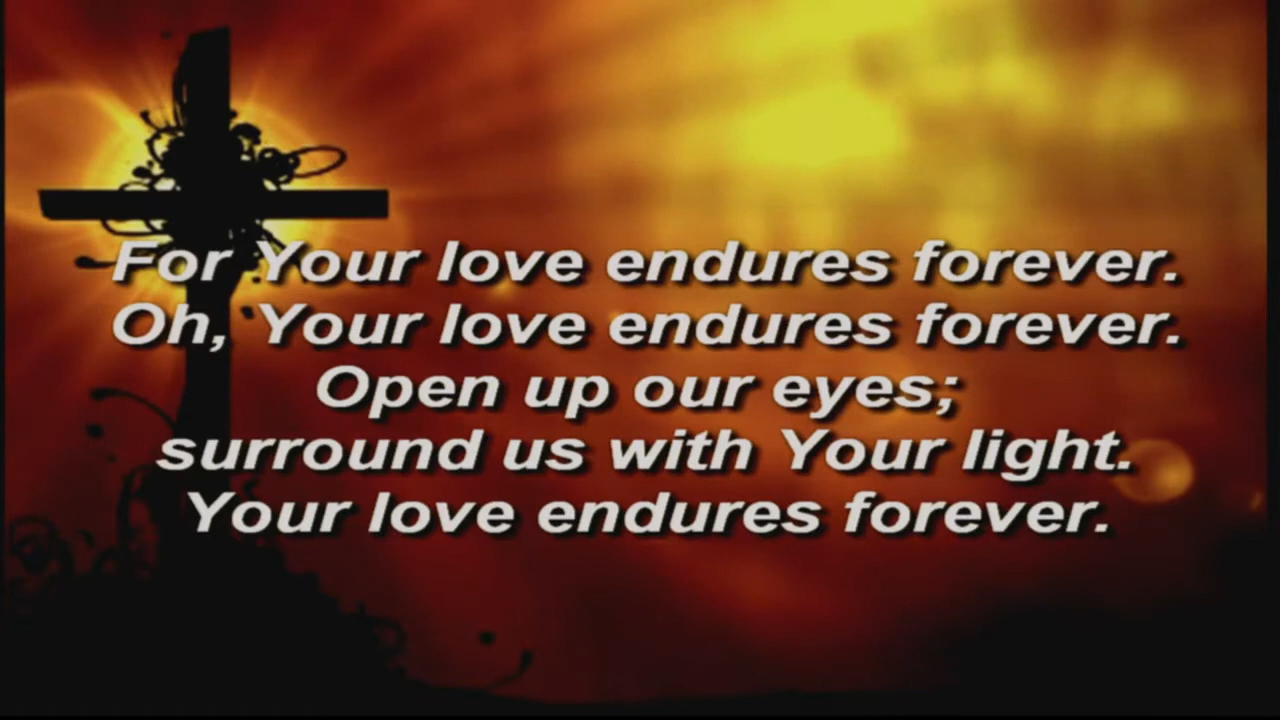 For Your love endures forever.
Oh, Your love endures forever.
Open up our eyes;
surround us with Your light.
Your love endures forever.